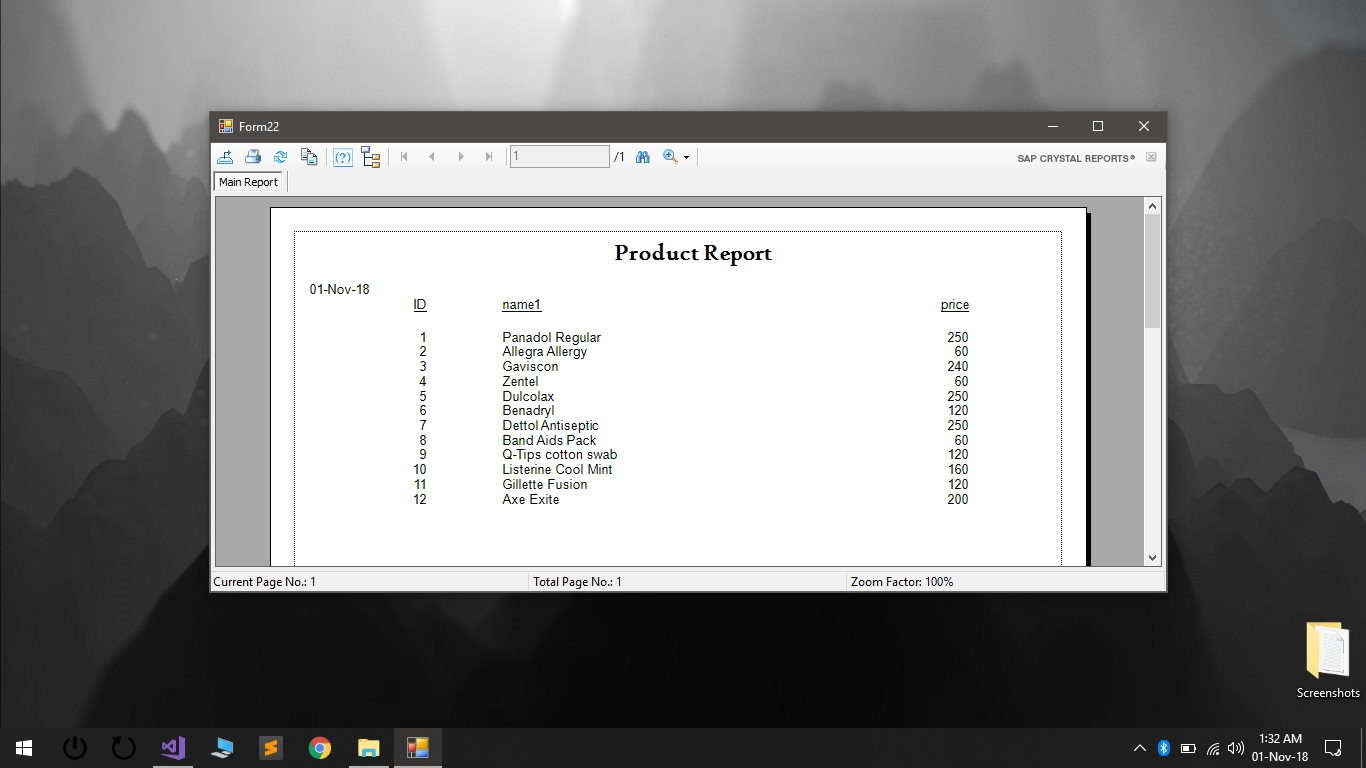 Form22
1 /1 SAP CRYSTAL REPORTS®
Main Report
Product Report
01-Nov-18
ID name1 price
1 Panadol Regular 250
2 Allegra Allergy 60
3 Gaviscon 240
4 Zentel 60
5 Dulcolax 250
6 Benadryl 120
7 Dettol Antiseptic 250
8 Band Aids Pack 60
9 Q-Tips cotton swab 120
10 Listerine Cool Mint 160
11 Gillette Fusion 120
12 Axe Exite 200
Current Page No.: 1 Total Page No.: 1 Zoom Factor: 100%
Screenshots
1:32 AM
01-Nov-18